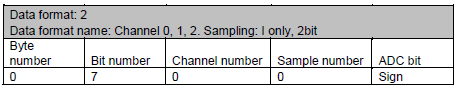 Data format: 2
Data format name: Channel 0, 1, 2. Sampling: I only, 2bit
Byte number Bit number Channel number Sample number ADC bit
0 7 0 0 Sign